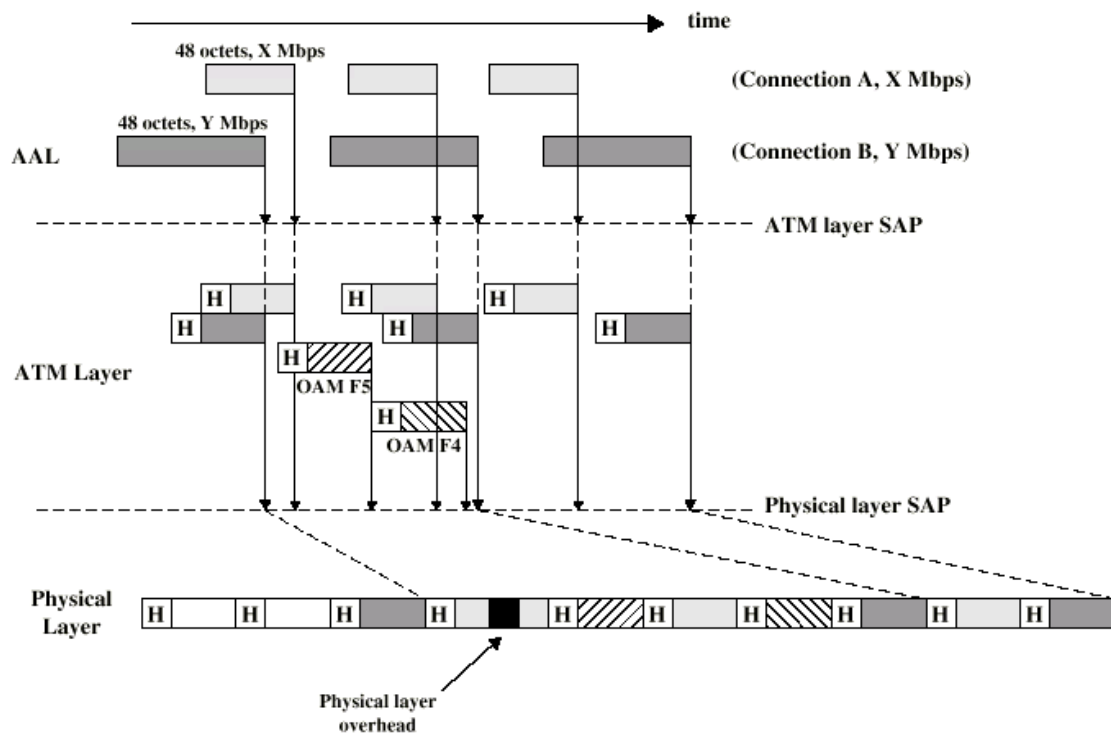 time
48 octets, X Mbps
(Connection A, X Mbps)
48 octets, Y Mbps
AAL
(Connection B, Y Mbps)
ATM layer SAP
H
H
H
H
H
H
ATM Layer
H
OAM F5
H
OAM F4
Physical layer SAP
Physical
Layer
H H H H H H H H H H
Physical layer
overhead